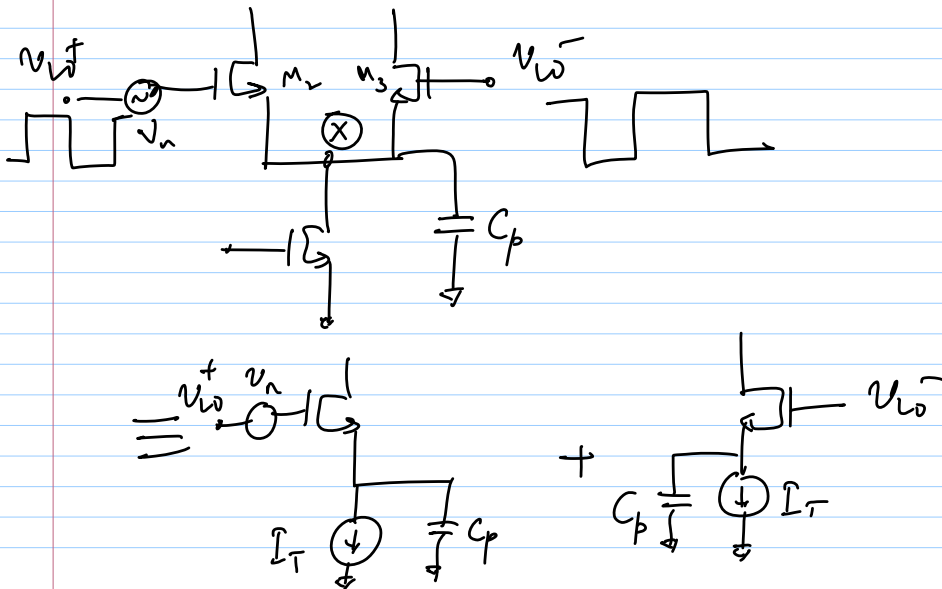 V_LO^+
V_n
M_2
M_3
V_LO^-
X
C_p
≡
V_LO^+
V_n
I_T
C_p
+
C_p
I_T
V_LO^-